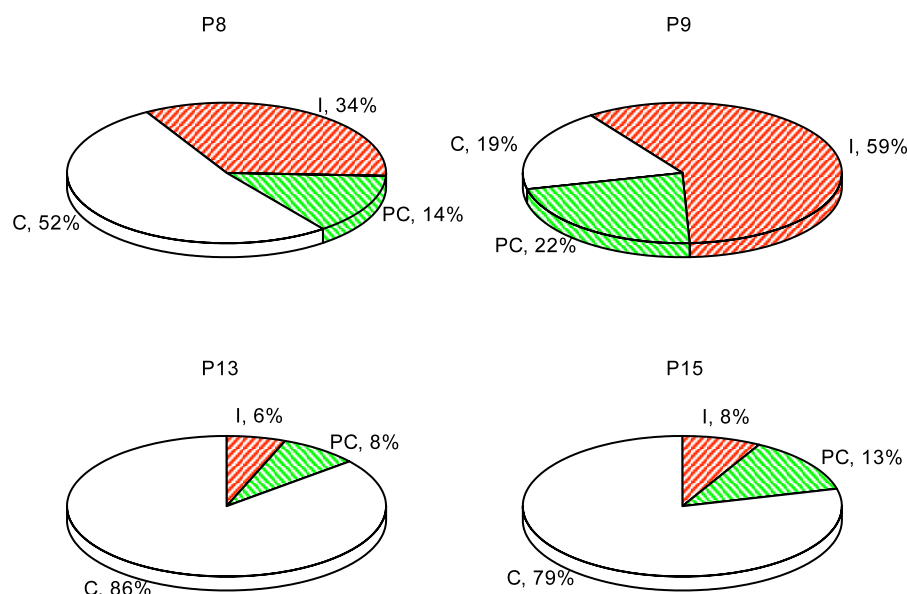 P8
P9
I, 34%
C, 19%
I, 59%
C, 52%
PC, 14%
PC, 22%
P13
P15
I, 6%
I, 8%
PC, 8%
PC, 13%
C, 86%
C, 79%